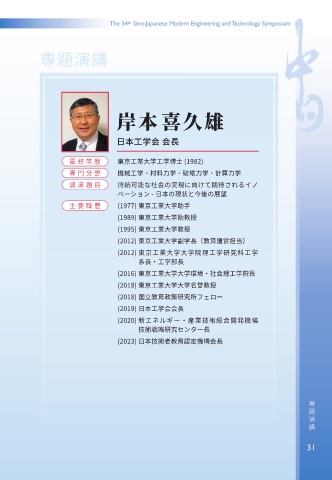 The 34th Sino-Japanese Modern Engineering and Technology Symposium
中日
専題演講
岸本喜久雄
日本工学会 会長
最終学歴 東京工業大学工学博士 (1982)
専門分野 機械工学、材料力学、破壊力学、計算力学
講演題目 持続可能な社会の実現に向けて期待されるイノ
ベーション - 日本の現状と今後の展望
主要職歴 (1977) 東京工業大学助手
(1989) 東京工業大学助教授
(1995) 東京工業大学教授
(2012) 東京工業大学副学長（教育運営担当）
(2012) 東京工業大学大学院理工学研究科工学
系長・工学部長
(2016) 東京工業大学大学環境・社会理工学院長
(2018) 東京工業大学大学名誉教授
(2018) 国立教育政策研究所フェロー
(2019) 日本工学会会長
(2020) 新エネルギー・産業技術総合開発機構
技術戦略研究センター長
(2023) 日本技術者教育認定機構会長
専題演講
31